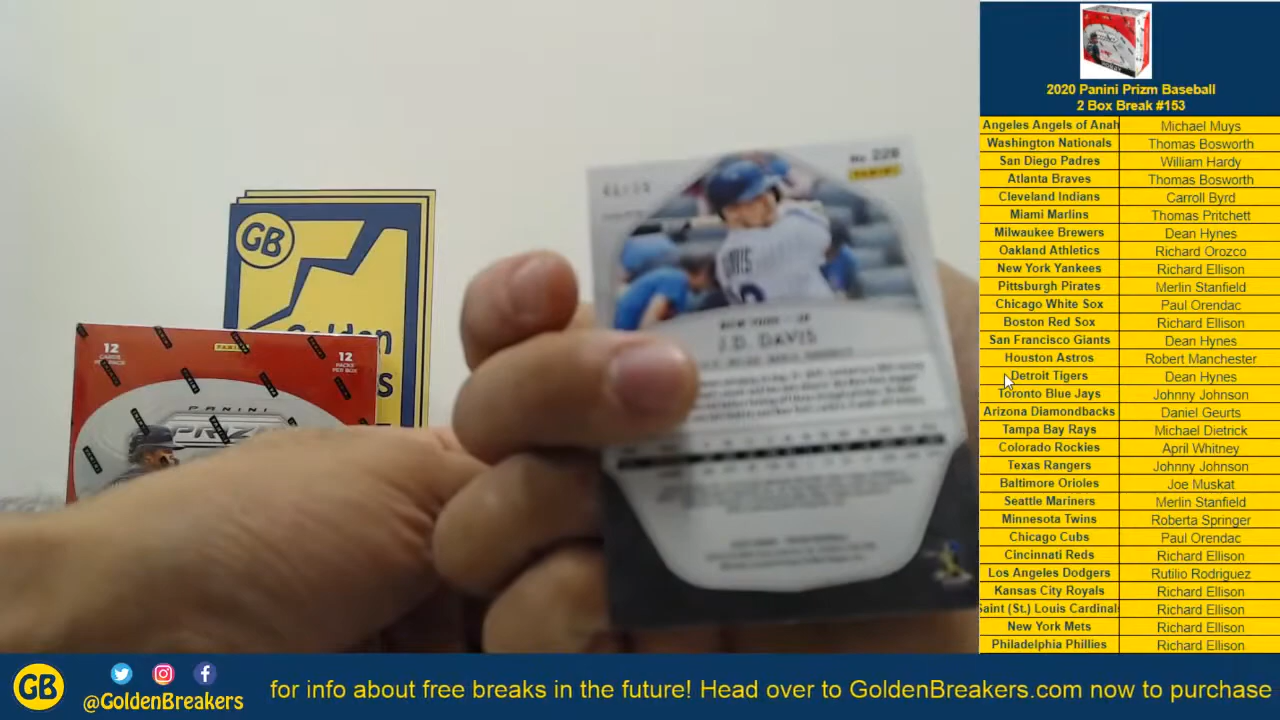 2020 Panini Prizm Baseball
2 Box Break #153
Angeles Angels of Anah Michael Muys
Washington Nationals Thomas Bosworth
San Diego Padres William Hardy
Atlanta Braves Thomas Bosworth
Cleveland Indians Carroll Byrd
Miami Marlins Thomas Pritchett
Milwaukee Brewers Dean Hynes
Oakland Athletics Richard Orozco
New York Yankees Richard Ellison
Pittsburgh Pirates Merlin Stanfield
Chicago White Sox Paul Orendac
Boston Red Sox Richard Ellison
San Francisco Giants Dean Hynes
Houston Astros Robert Manchester
Detroit Tigers Dean Hynes
Toronto Blue Jays Johnny Johnson
Arizona Diamondbacks Daniel Geurts
Tampa Bay Rays Michael Dietrick
Colorado Rockies April Whitney
Texas Rangers Johnny Johnson
Baltimore Orioles Joe Muskat
Seattle Mariners Merlin Stanfield
Minnesota Twins Roberta Springer
Chicago Cubs Paul Orendac
Cincinnati Reds Richard Ellison
Los Angeles Dodgers Rutilio Rodriguez
Kansas City Royals Richard Ellison
Saint (St.) Louis Cardinals Richard Ellison
New York Mets Richard Ellison
Philadelphia Phillies Richard Ellison
No. 226
PANINI
NEW YORK
J.D. DAVIS
GB
Golden
12
CARDS
PER PACK
PANINI
12
PACKS
PER BOX
PANINI
PRIZM
GB
@GoldenBreakers
for info about free breaks in the future! Head over to GoldenBreakers.com now to purchase